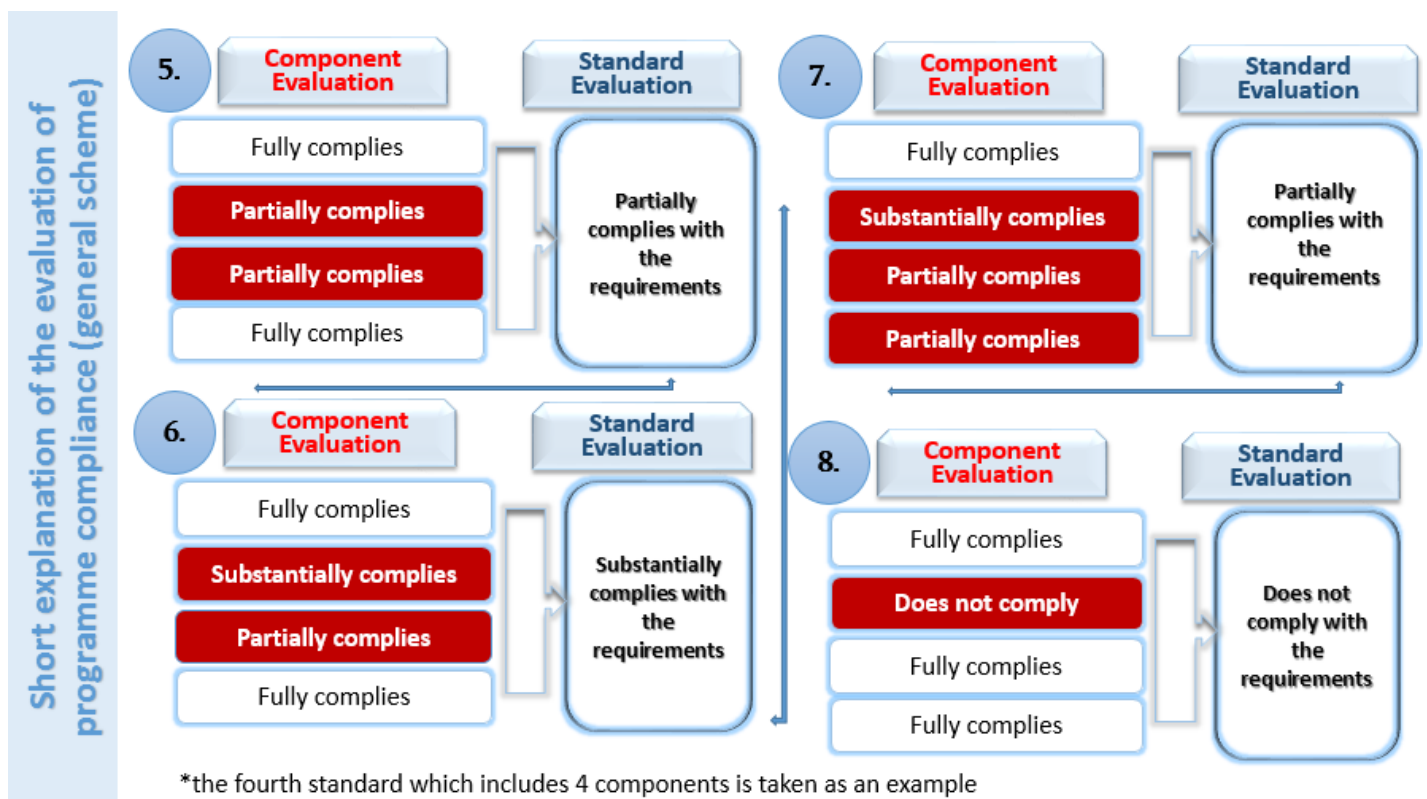 Short explanation of the evaluation of
programme compliance (general scheme)
5.
Component
Evaluation
Standard
Evaluation
Fully complies
Partially complies
Partially complies
Fully complies
Partially
complies with
the
requirements
6.
Component
Evaluation
Standard
Evaluation
Fully complies
Substantially complies
Partially complies
Fully complies
Substantially
complies with
the
requirements
7.
Component
Evaluation
Standard
Evaluation
Fully complies
Substantially complies
Partially complies
Partially complies
Partially
complies with
the
requirements
8.
Component
Evaluation
Standard
Evaluation
Fully complies
Does not comply
Fully complies
Fully complies
Does not
comply with
the
requirements
*the fourth standard which includes 4 components is taken as an example